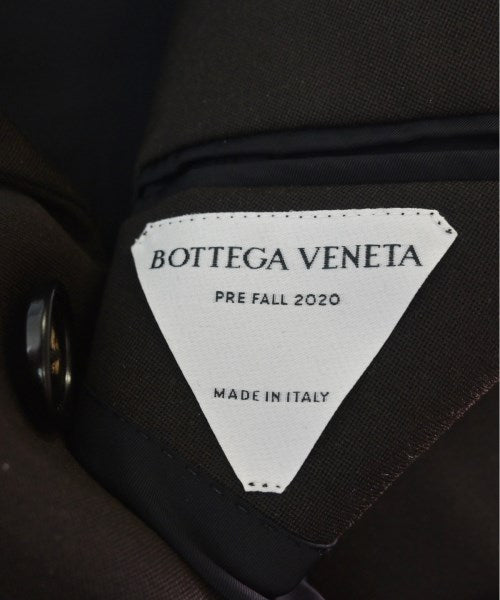 BOTTEGA VENETA
PRE FALL 2020
MADE IN ITALY